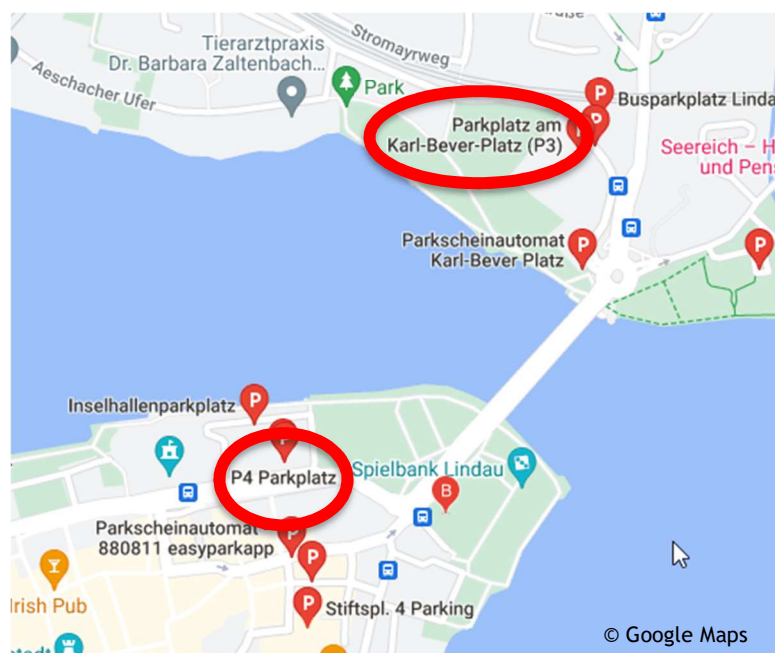 Stromayrweg
Tierarztpraxis
Dr. Barbara Zaltenbach...
Aeschacher Ufer
Park
P
Busparkplatz Linda
Parkplatz am
Karl-Bever-Platz (P3)
P
Seereich – H
und Pens
Parkscheinautomat
Karl-Bever Platz
P
P
Inselhallenparkplatz
P
P4 Parkplatz
Spielbank Lindau
B
Parkscheinautomat
880811 easyparkapp
P
P
Irish Pub
P
Stiftspl. 4 Parking
© Google Maps